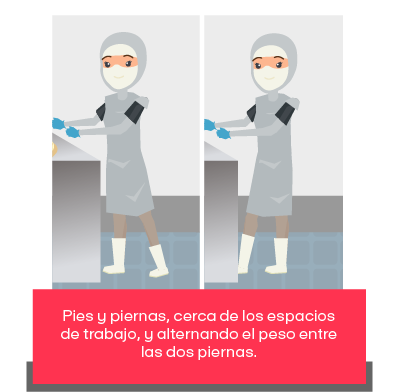 Pies y piernas, cerca de los espacios
de trabajo, y alternando el peso entre
las dos piernas.